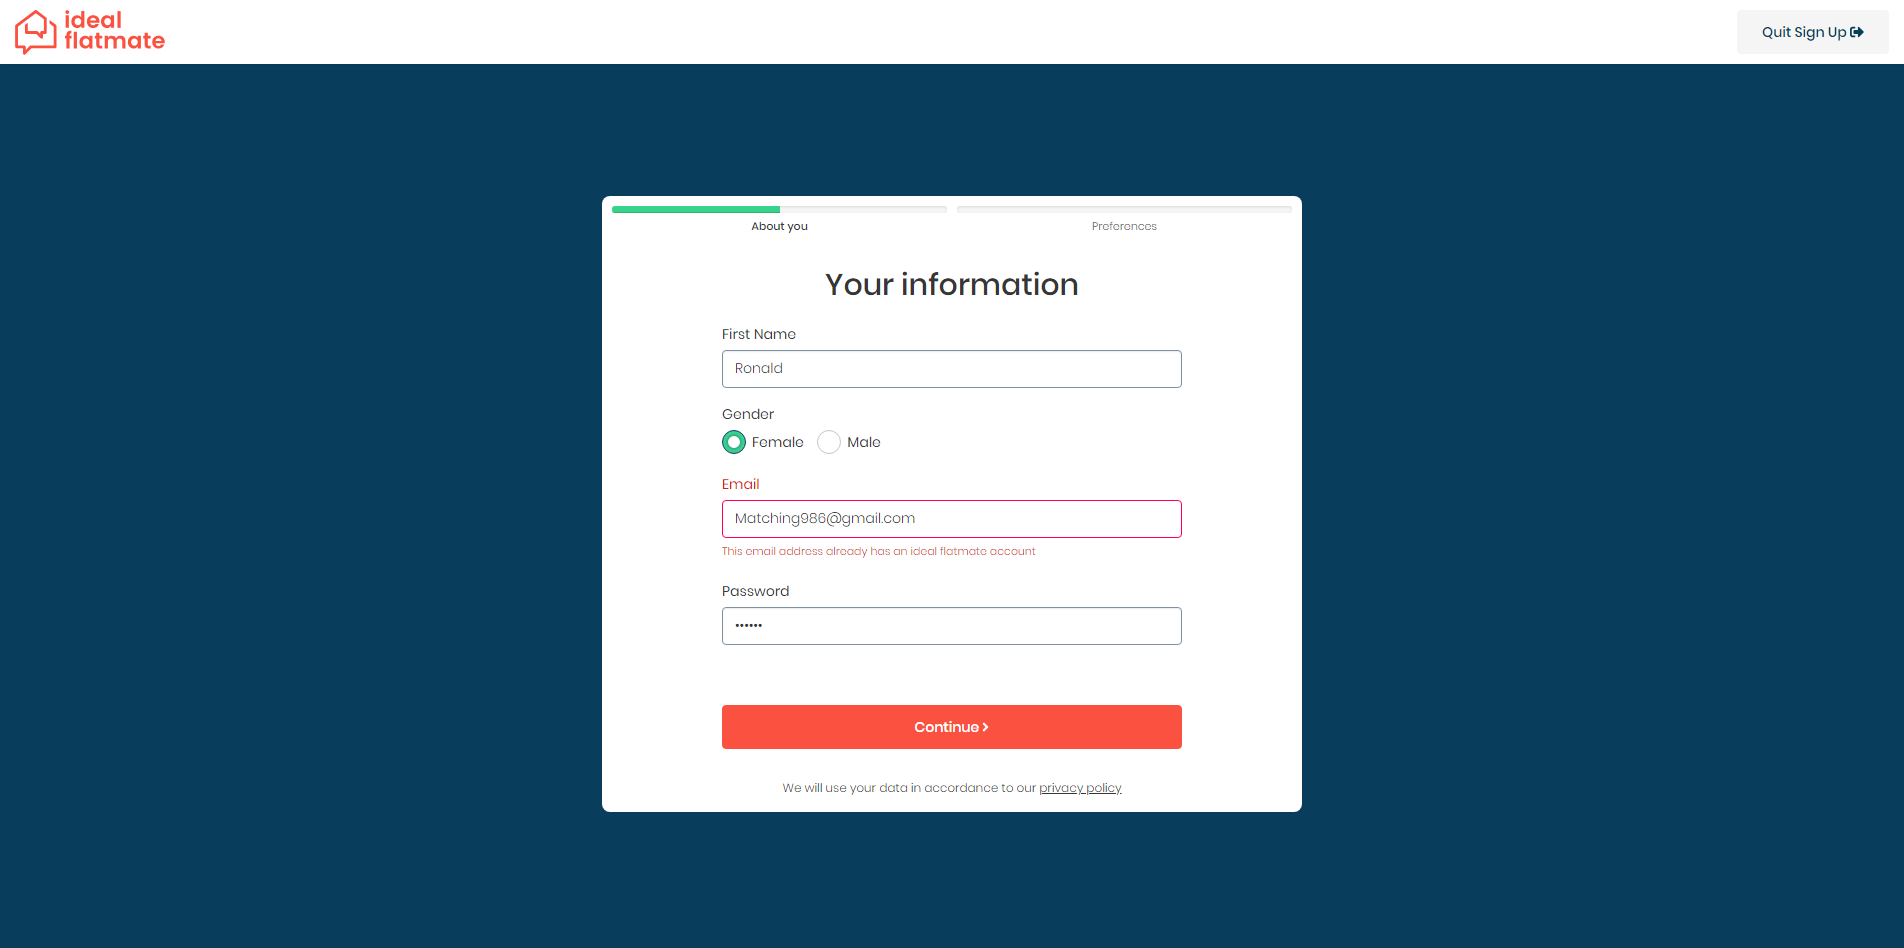 ideal
flatmate
Quit Sign Up
About you
Preferences
Your information
First Name
Ronald
Gender
Female
Male
Email
Matching986@gmail.com
This email address already has an ideal flatmate account
Password
••••••
Continue
We will use your data in accordance to our privacy policy